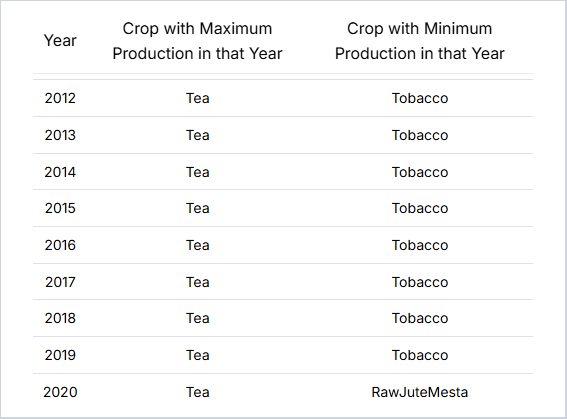 Year Crop with Maximum Production in that Year Crop with Minimum Production in that Year
2012 Tea Tobacco
2013 Tea Tobacco
2014 Tea Tobacco
2015 Tea Tobacco
2016 Tea Tobacco
2017 Tea Tobacco
2018 Tea Tobacco
2019 Tea Tobacco
2020 Tea RawJuteMesta